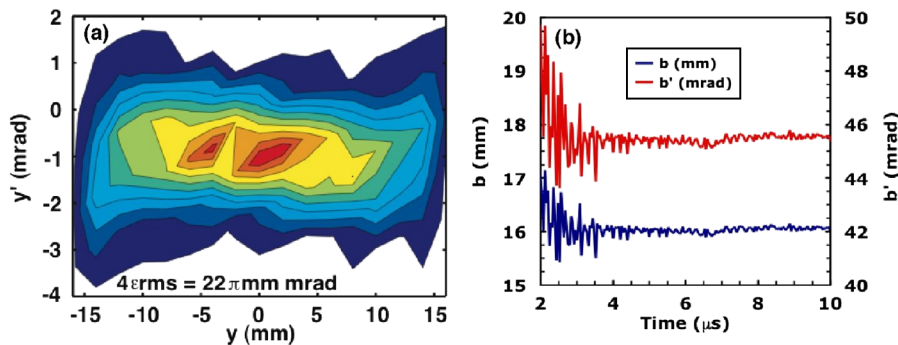 (a)
2
1
0
-1
-2
-3
-4
y' (mrad)
4εrms = 22πmm mrad
-15 -10 -5 0 5 10 15
y (mm)
(b)
b (mm)
b' (mrad)
20
19
18
17
16
15
b (mm)
50
48
46
44
42
40
b' (mrad)
2 4 6 8 10
Time (μs)